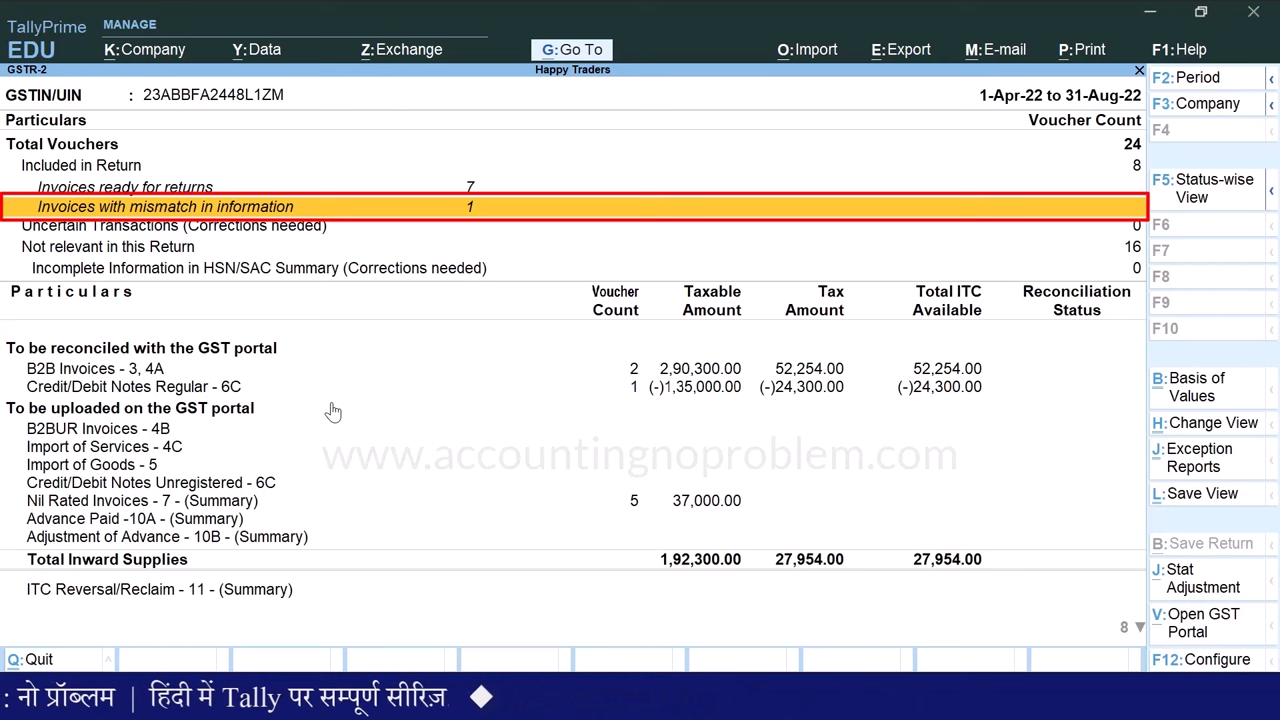 TallyPrime
EDU
MANAGE
K:Company
Y:Data
Z:Exchange
G:Go To
O:Import
E:Export
M:E-mail
P:Print
F1:Help
GSTR-2
Happy Traders
GSTIN/UIN : 23ABBFA2448L1ZM
1-Apr-22 to 31-Aug-22
Particulars Voucher Count
Total Vouchers 24
Included in Return 8
Invoices ready for returns 7
Invoices with mismatch in information 1
Uncertain Transactions (Corrections needed) 0
Not relevant in this Return 16
Incomplete Information in HSN/SAC Summary (Corrections needed) 0
Particulars Voucher Taxable Tax Total ITC Reconciliation
Count Amount Amount Available Status
To be reconciled with the GST portal
B2B Invoices - 3, 4A 2 2,90,300.00 52,254.00 52,254.00
Credit/Debit Notes Regular - 6C 1 (-)1,35,000.00 (-)24,300.00 (-)24,300.00
To be uploaded on the GST portal
B2BUR Invoices - 4B
Import of Services - 4C
www.accountingnoproblem.com
Import of Goods - 5
Credit/Debit Notes Unregistered - 6C
Nil Rated Invoices - 7 - (Summary) 5 37,000.00
Advance Paid -10A - (Summary)
Adjustment of Advance - 10B - (Summary)
Total Inward Supplies 1,92,300.00 27,954.00 27,954.00
ITC Reversal/Reclaim - 11 - (Summary)
8
Q:Quit
F2:Period
F3:Company
F4
F5:Status-wise
View
F6
F7
F8
F9
F10
B:Basis of
Values
H:Change View
J:Exception
Reports
L:Save View
B:Save Return
J:Stat
Adjustment
V:Open GST
Portal
F12:Configure
: नो प्रॉब्लम | हिंदी में Tally पर सम्पूर्ण सीरिज़